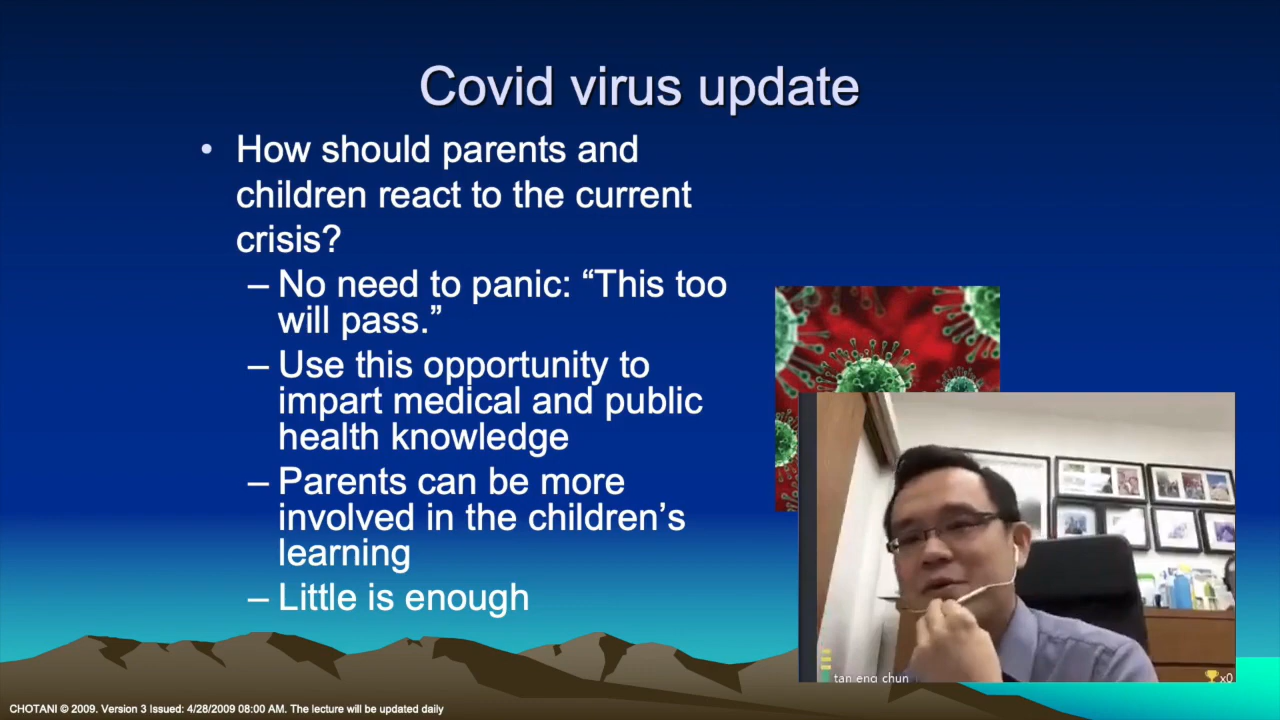 Covid virus update
• How should parents and
children react to the current
crisis?
– No need to panic: “This too
will pass.”
– Use this opportunity to
impart medical and public
health knowledge
– Parents can be more
involved in the children’s
learning
– Little is enough
tan eng chun
x0
CHOTANI © 2009. Version 3 Issued: 4/28/2009 08:00 AM. The lecture will be updated daily